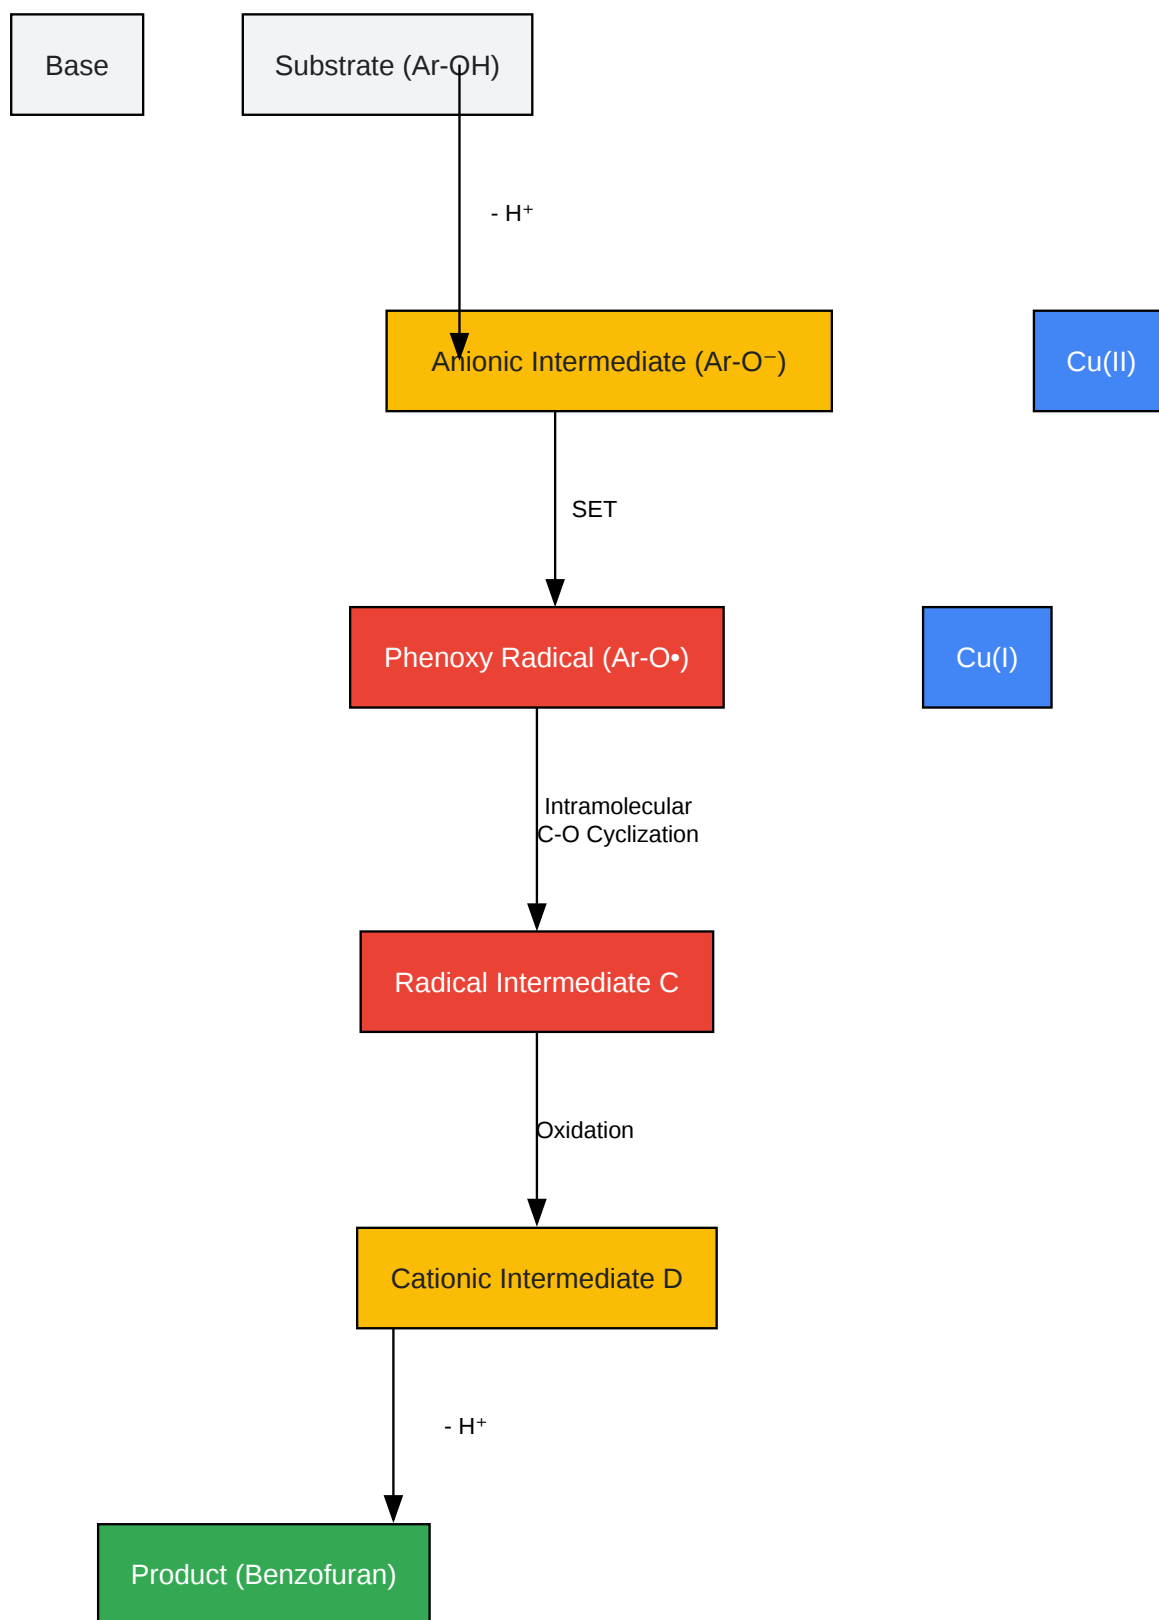 Base
Substrate (Ar-OH)
- H⁺
Anionic Intermediate (Ar-O⁻)
Cu(II)
SET
Phenoxy Radical (Ar-O•)
Cu(I)
Intramolecular
C-O Cyclization
Radical Intermediate C
Oxidation
Cationic Intermediate D
- H⁺
Product (Benzofuran)